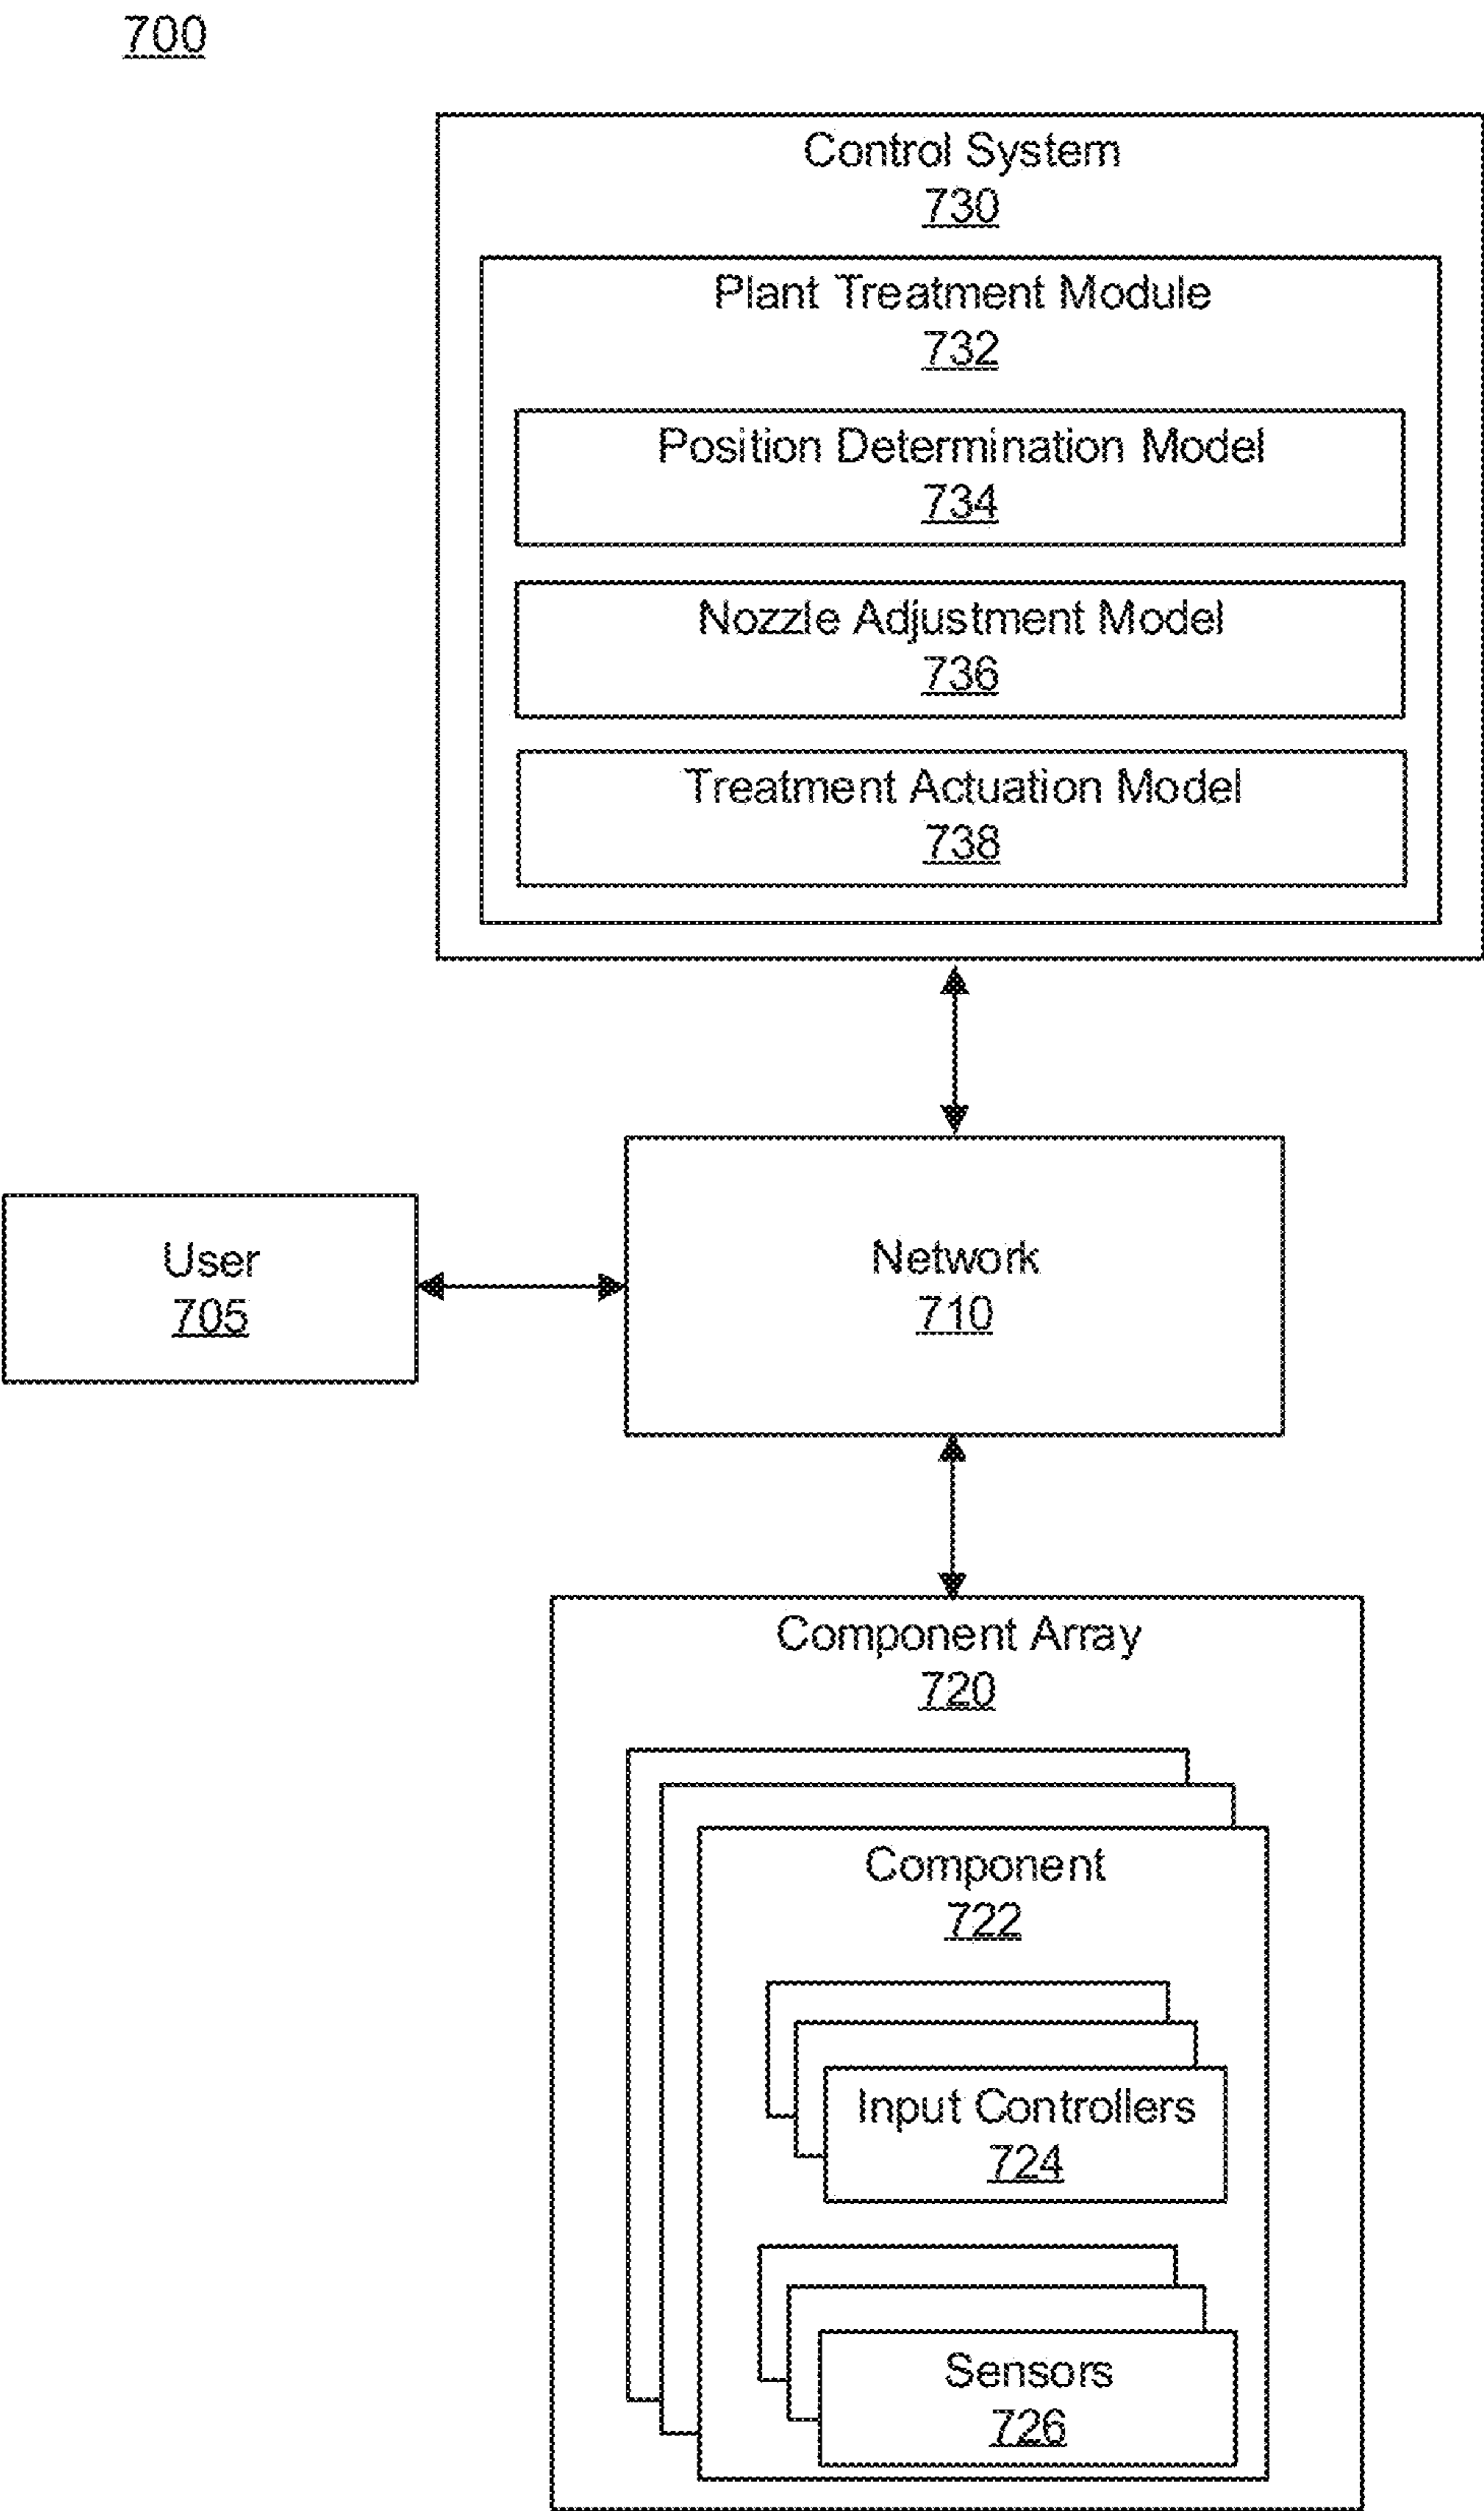 700
Control System
730
Plant Treatment Module
732
Position Determination Model
734
Nozzle Adjustment Model
736
Treatment Actuation Model
738
User
705
Network
710
Component Array
720
Component
722
Input Controllers
724
Sensors
726